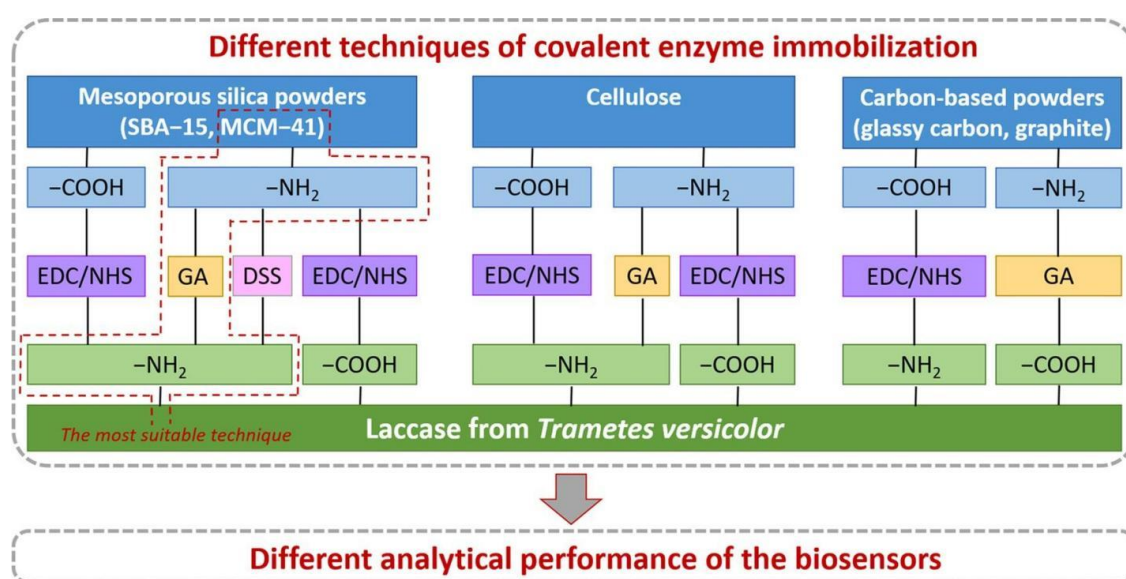 Different techniques of covalent enzyme immobilization
Mesoporous silica powders
(SBA−15, MCM−41)
Cellulose
Carbon-based powders
(glassy carbon, graphite)
−COOH
−NH₂
−COOH
−NH₂
−COOH
−NH₂
EDC/NHS
GA
DSS
EDC/NHS
EDC/NHS
GA
EDC/NHS
EDC/NHS
GA
−NH₂
−COOH
−NH₂
−COOH
−NH₂
−COOH
The most suitable technique
Laccase from Trametes versicolor
Different analytical performance of the biosensors